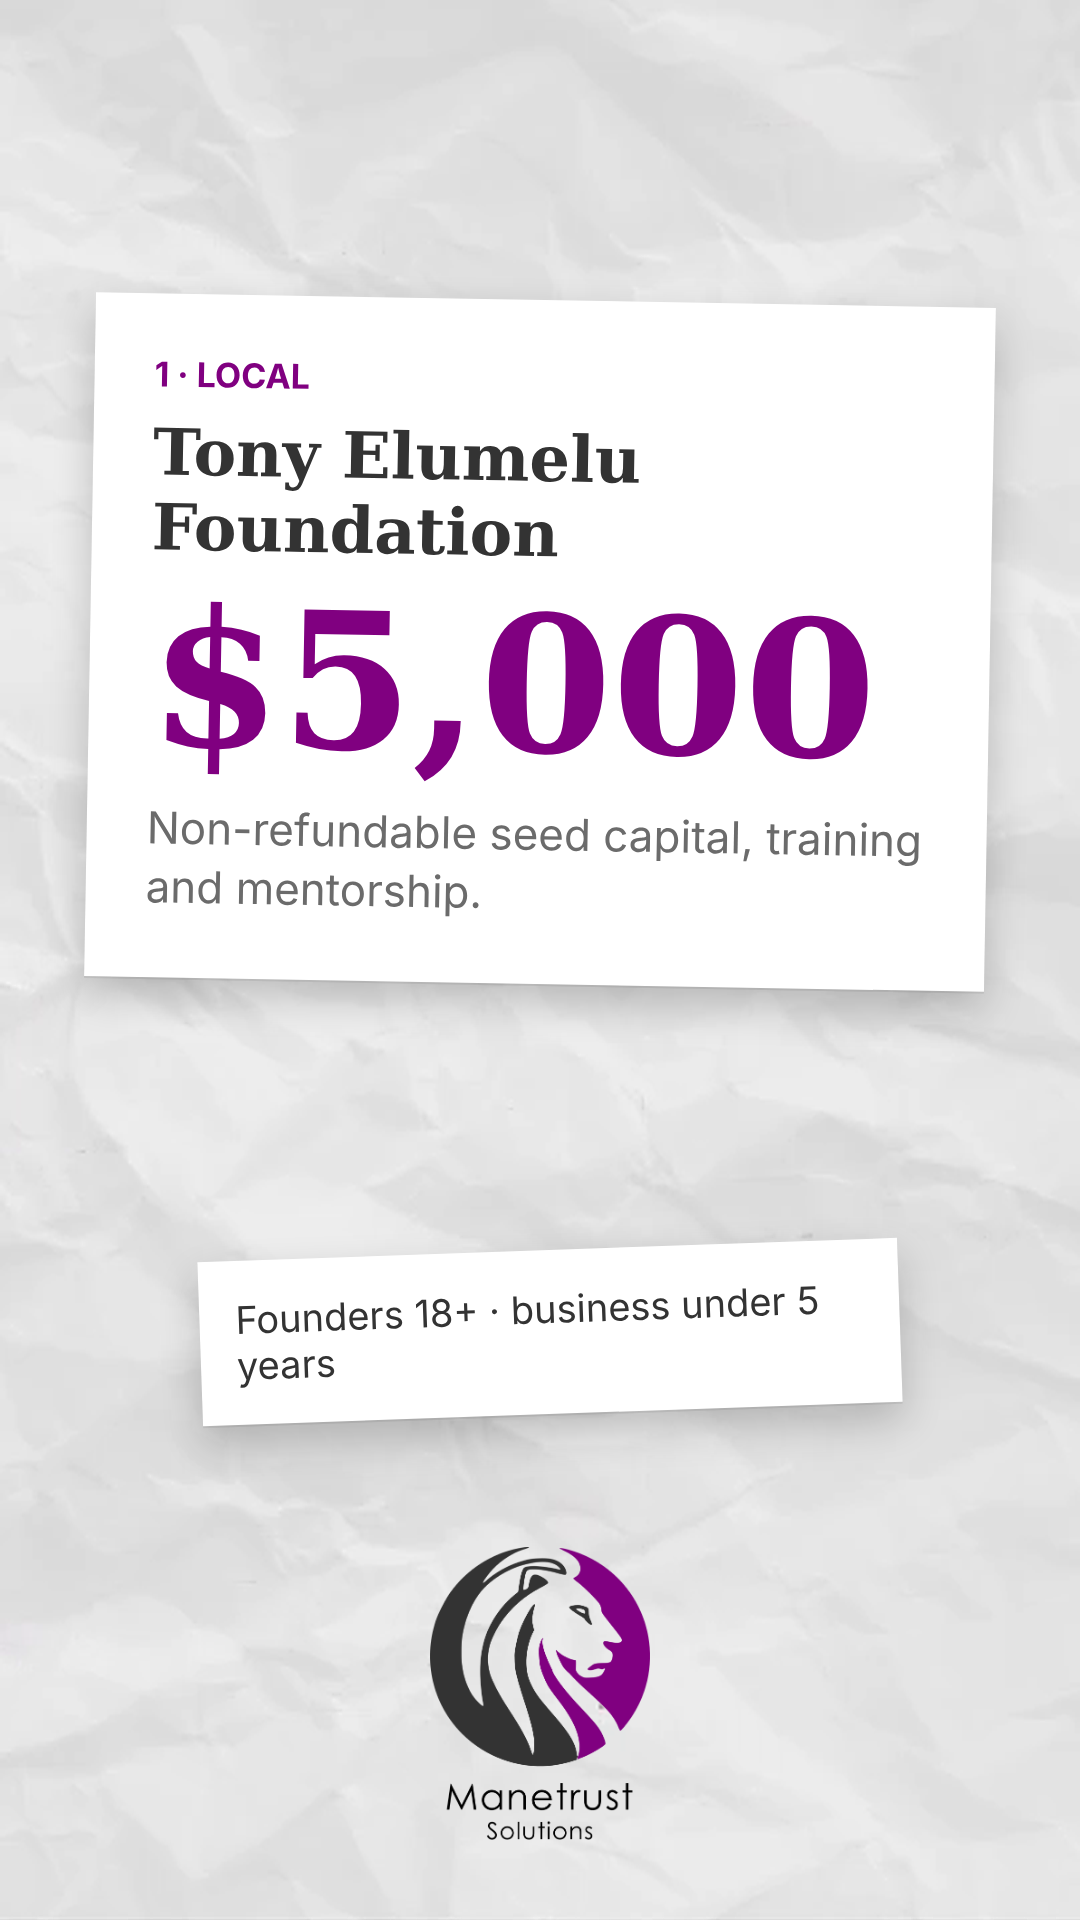 1 · LOCAL
Tony Elumelu
Foundation
$5,000
Non-refundable seed capital, training
and mentorship.
Founders 18+ · business under 5
years
Manetrust
Solutions